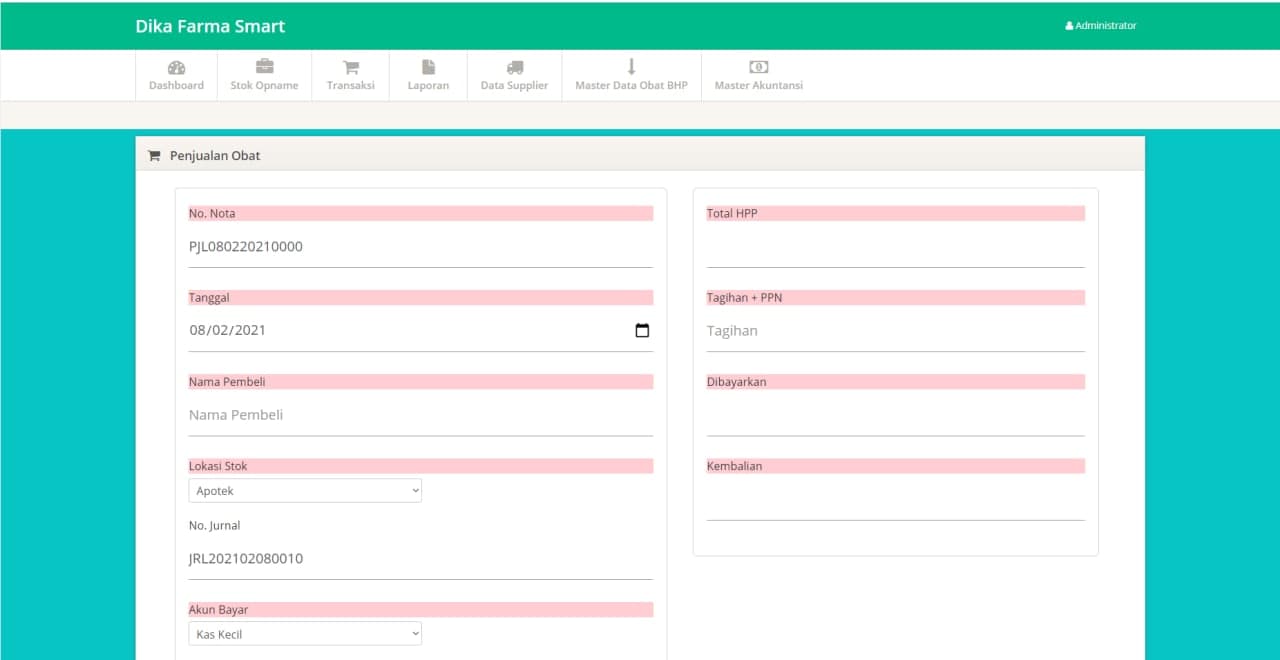 Dika Farma Smart
Administrator
Dashboard
Stok Opname
Transaksi
Laporan
Data Supplier
Master Data Obat BHP
Master Akuntansi
Penjualan Obat
No. Nota
PJL080220210000
Tanggal
08/02/2021
Nama Pembeli
Nama Pembeli
Lokasi Stok
Apotek
No. Jurnal
JRL202102080010
Akun Bayar
Kas Kecil
Total HPP
Tagihan + PPN
Tagihan
Dibayarkan
Kembalian